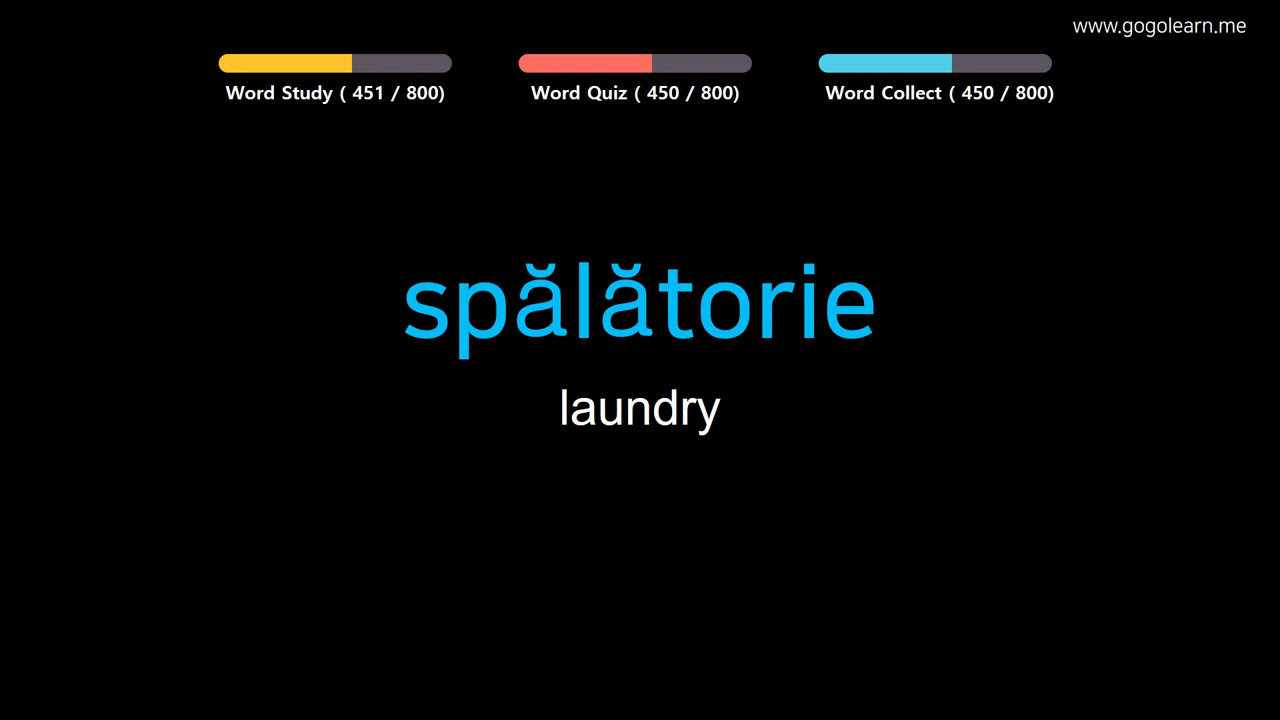 www.gogolearn.me
Word Study ( 451 / 800)
Word Quiz ( 450 / 800)
Word Collect ( 450 / 800)
spălătorie
laundry